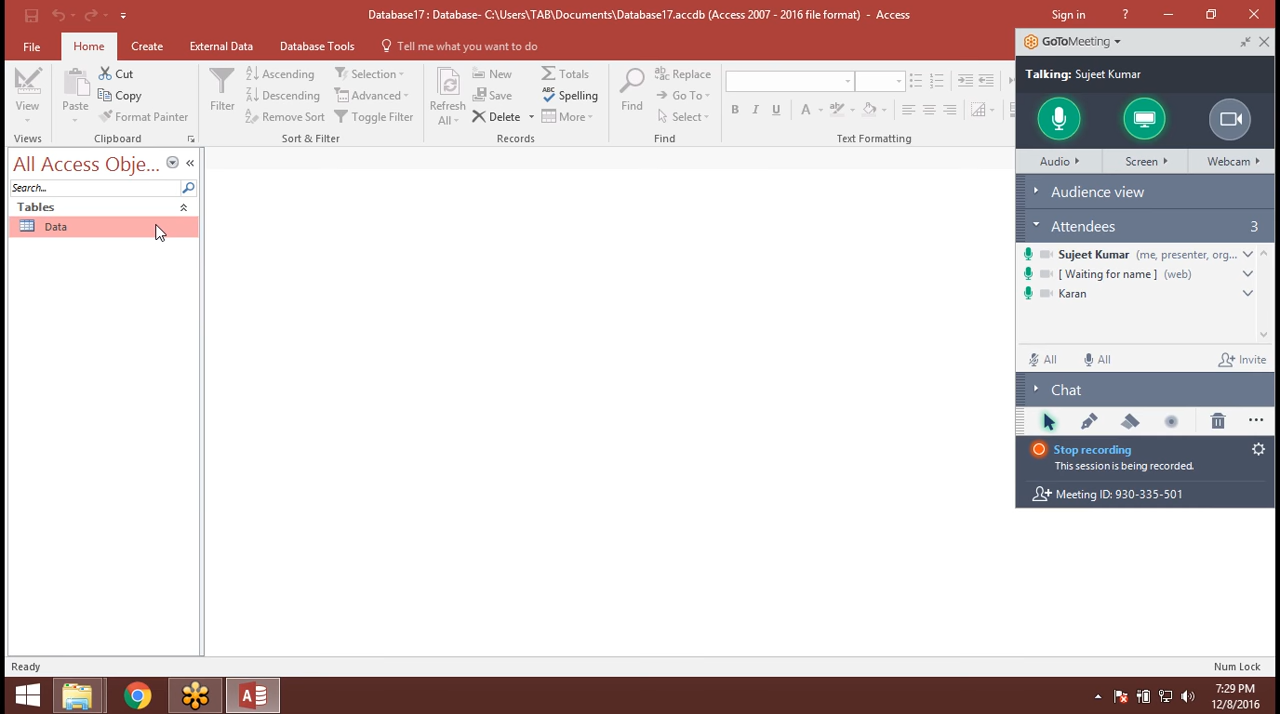 Database17 : Database- C:\Users\TAB\Documents\Database17.accdb (Access 2007 - 2016 file format) - Access
Sign in
?
File
Home
Create
External Data
Database Tools
Tell me what you want to do
View
Views
Paste
Cut
Copy
Format Painter
Clipboard
Filter
Ascending
Descending
Remove Sort
Selection
Advanced
Toggle Filter
Sort & Filter
Refresh
All
New
Save
Delete
Totals
Spelling
More
Records
Find
Replace
Go To
Select
Find
B I U A
Text Formatting
All Access Obje...
Search...
Tables
Data
GoToMeeting
Talking: Sujeet Kumar
Audio
Screen
Webcam
Audience view
Attendees 3
Sujeet Kumar (me, presenter, org...
[ Waiting for name ] (web)
Karan
All
All
Invite
Chat
Stop recording
This session is being recorded.
Meeting ID: 930-335-501
Ready
Num Lock
7:29 PM
12/8/2016